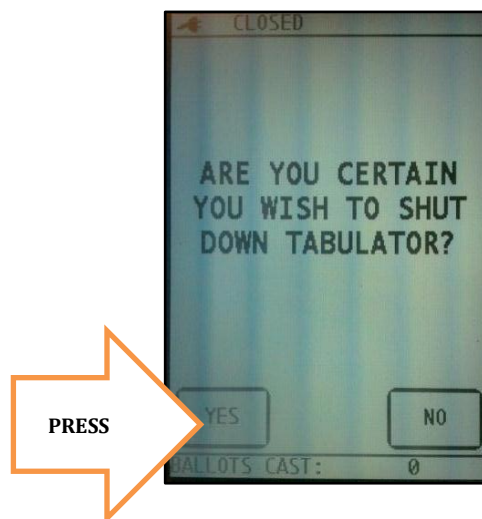 CLOSED
ARE YOU CERTAIN
YOU WISH TO SHUT
DOWN TABULATOR?
PRESS
YES
NO
BALLOTS CAST: 0